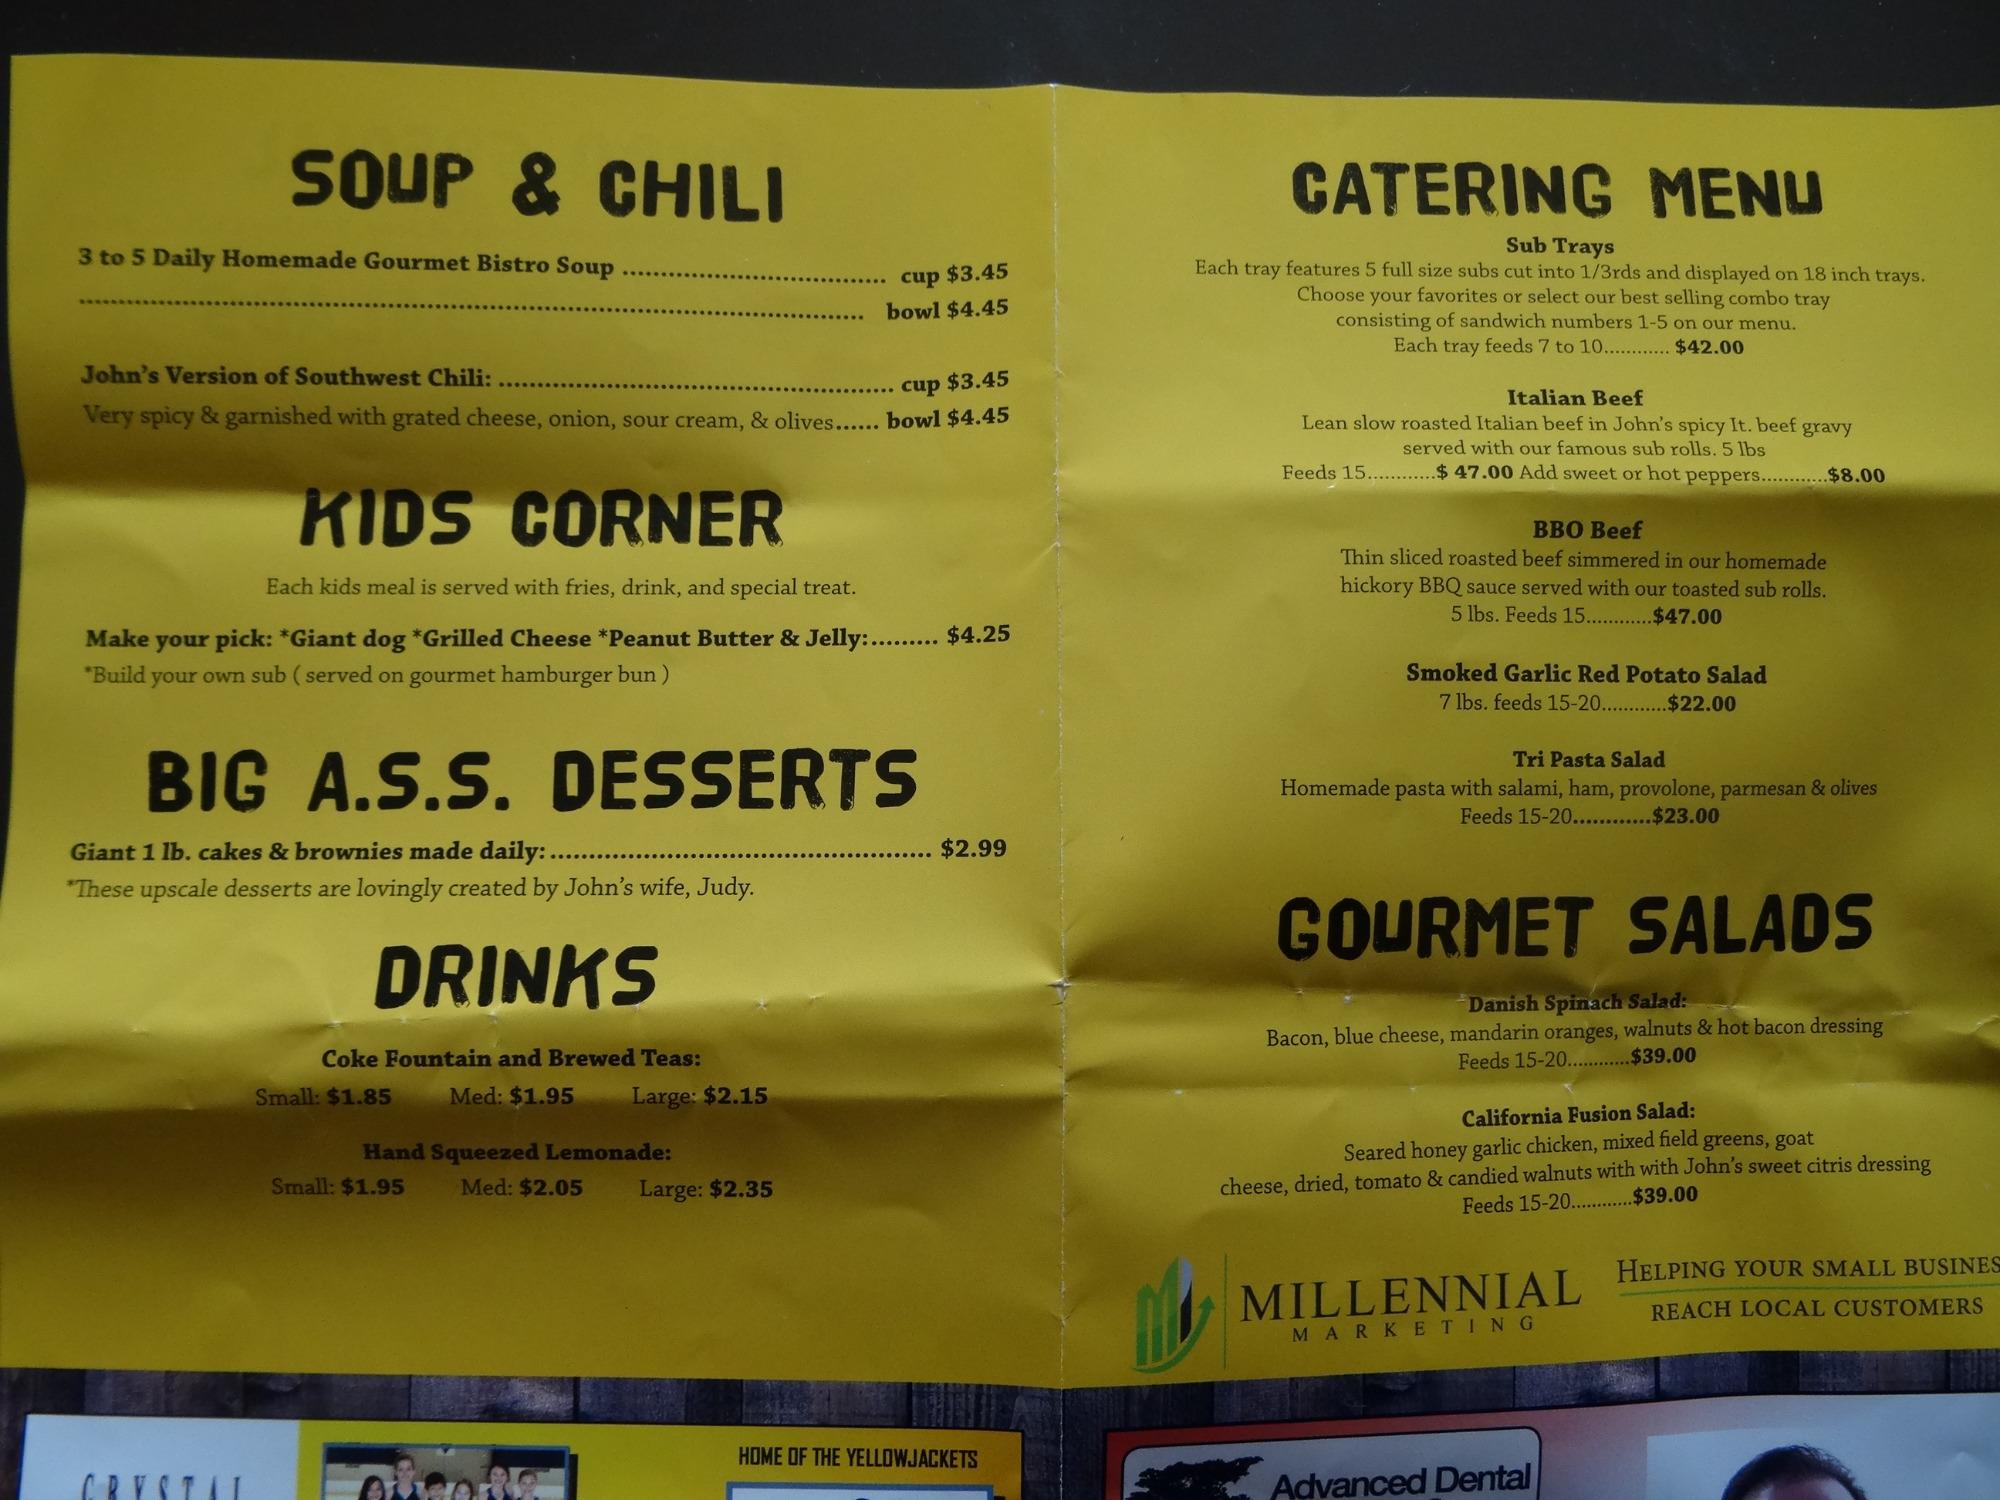 SOUP & CHILI
3 to 5 Daily Homemade Gourmet Bistro Soup ........................................ cup $3.45
........................................ bowl $4.45
John's Version of Southwest Chili: ........................................ cup $3.45
Very spicy & garnished with grated cheese, onion, sour cream, & olives...... bowl $4.45
KIDS CORNER
Each kids meal is served with fries, drink, and special treat.
Make your pick: *Giant dog *Grilled Cheese *Peanut Butter & Jelly:......... $4.25
*Build your own sub ( served on gourmet hamburger bun )
BIG A.S.S. DESSERTS
Giant 1 lb. cakes & brownies made daily:........................................ $2.99
*These upscale desserts are lovingly created by John's wife, Judy.
DRINKS
Coke Fountain and Brewed Teas:
Small: $1.85 Med: $1.95 Large: $2.15
Hand Squeezed Lemonade:
Small: $1.95 Med: $2.05 Large: $2.35
CATERING MENU
Sub Trays
Each tray features 5 full size subs cut into 1/3rds and displayed on 18 inch trays.
Choose your favorites or select our best selling combo tray
consisting of sandwich numbers 1-5 on our menu.
Each tray feeds 7 to 10............ $42.00
Italian Beef
Lean slow roasted Italian beef in John's spicy It. beef gravy
served with our famous sub rolls. 5 lbs
Feeds 15............$ 47.00 Add sweet or hot peppers............$8.00
BBO Beef
Thin sliced roasted beef simmered in our homemade
hickory BBQ sauce served with our toasted sub rolls.
5 lbs. Feeds 15............$47.00
Smoked Garlic Red Potato Salad
7 lbs. feeds 15-20............$22.00
Tri Pasta Salad
Homemade pasta with salami, ham, provolone, parmesan & olives
Feeds 15-20............$23.00
GOURMET SALADS
Danish Spinach Salad:
Bacon, blue cheese, mandarin oranges, walnuts & hot bacon dressing
Feeds 15-20............$39.00
California Fusion Salad:
Seared honey garlic chicken, mixed field greens, goat
cheese, dried, tomato & candied walnuts with with John's sweet citris dressing
Feeds 15-20............$39.00
MILLENNIAL
MARKETING
HELPING YOUR SMALL BUSINES
REACH LOCAL CUSTOMERS
CRYSTAL
HOME OF THE YELLOWJACKETS
Advanced Dental